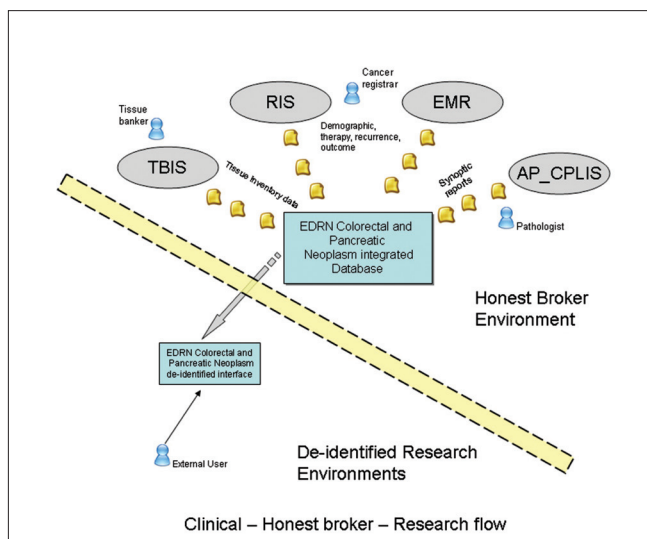 Cancer
registrar
RIS
EMR
Tissue
banker
Demographic,
therapy, recurrence,
outcome
TBIS
Tissue Inventory data
Synoptic
reports
AP_CPLIS
Pathologist
EDRN Colorectal and
Pancreatic
Neoplasm integrated
Database
Honest Broker
Environment
EDRN Colorectal and
Pancreatic Neoplasm
de-identified interface
External User
De-identified Research
Environments
Clinical – Honest broker – Research flow